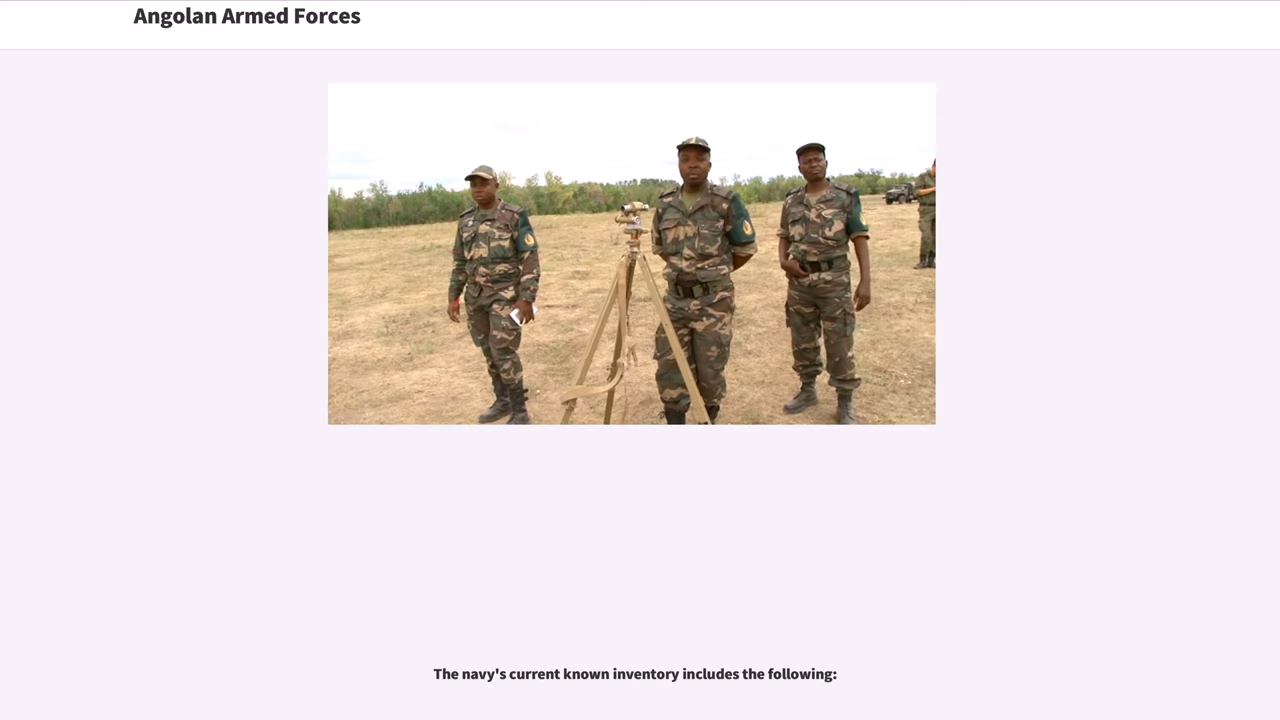 Angolan Armed Forces
The navy's current known inventory includes the following: